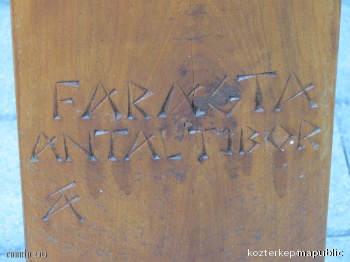 FARAGTA
ANTAL TIBOR
kozterkep/mapublic